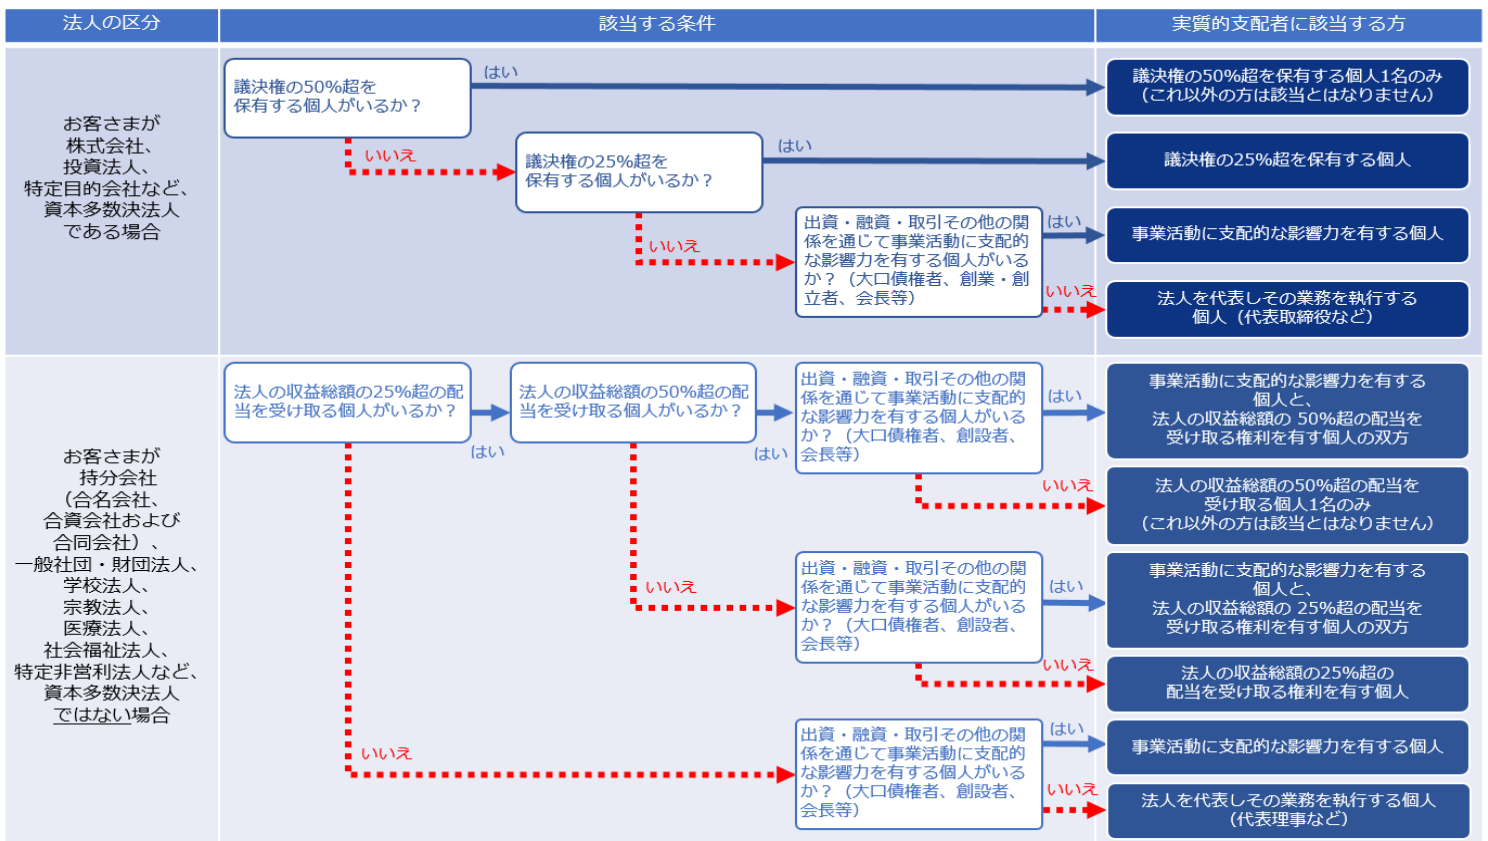 法人の区分
該当する条件
実質的支配者に該当する方
お客さまが
株式会社、
投資法人、
特定目的会社など、
資本多数決法人
である場合
議決権の50%超を
保有する個人がいるか？
はい
議決権の50%超を保有する個人1名のみ
（これ以外の方は該当とはなりません）
いいえ
議決権の25%超を
保有する個人がいるか？
はい
議決権の25%超を保有する個人
いいえ
出資・融資・取引その他の関
係を通じて事業活動に支配的
な影響力を有する個人がいる
か？（大口債権者、創業・創
立者、会長等）
はい
事業活動に支配的な影響力を有する個人
いいえ
法人を代表しその業務を執行する
個人（代表取締役など）
お客さまが
持分会社
（合名会社、
合資会社および
合同会社）、
一般社団・財団法人、
学校法人、
宗教法人、
医療法人、
社会福祉法人、
特定非営利法人など、
資本多数決法人
ではない場合
法人の収益総額の25%超の配
当を受け取る個人がいるか？
はい
法人の収益総額の50%超の配
当を受け取る個人がいるか？
はい
出資・融資・取引その他の関
係を通じて事業活動に支配的
な影響力を有する個人がいる
か？（大口債権者、創設者、
会長等）
はい
事業活動に支配的な影響力を有する
個人と、
法人の収益総額の 50%超の配当を
受け取る権利を有す個人の双方
いいえ
法人の収益総額の50%超の配当を
受け取る個人1名のみ
（これ以外の方は該当とはなりません）
いいえ
出資・融資・取引その他の関
係を通じて事業活動に支配的
な影響力を有する個人がいる
か？（大口債権者、創設者、
会長等）
はい
事業活動に支配的な影響力を有する
個人と、
法人の収益総額の 25%超の配当を
受け取る権利を有す個人の双方
いいえ
法人の収益総額の25%超の
配当を受け取る権利を有す個人
いいえ
出資・融資・取引その他の関
係を通じて事業活動に支配的
な影響力を有する個人がいる
か？（大口債権者、創設者、
会長等）
はい
事業活動に支配的な影響力を有する個人
いいえ
法人を代表しその業務を執行する個人
（代表理事など）